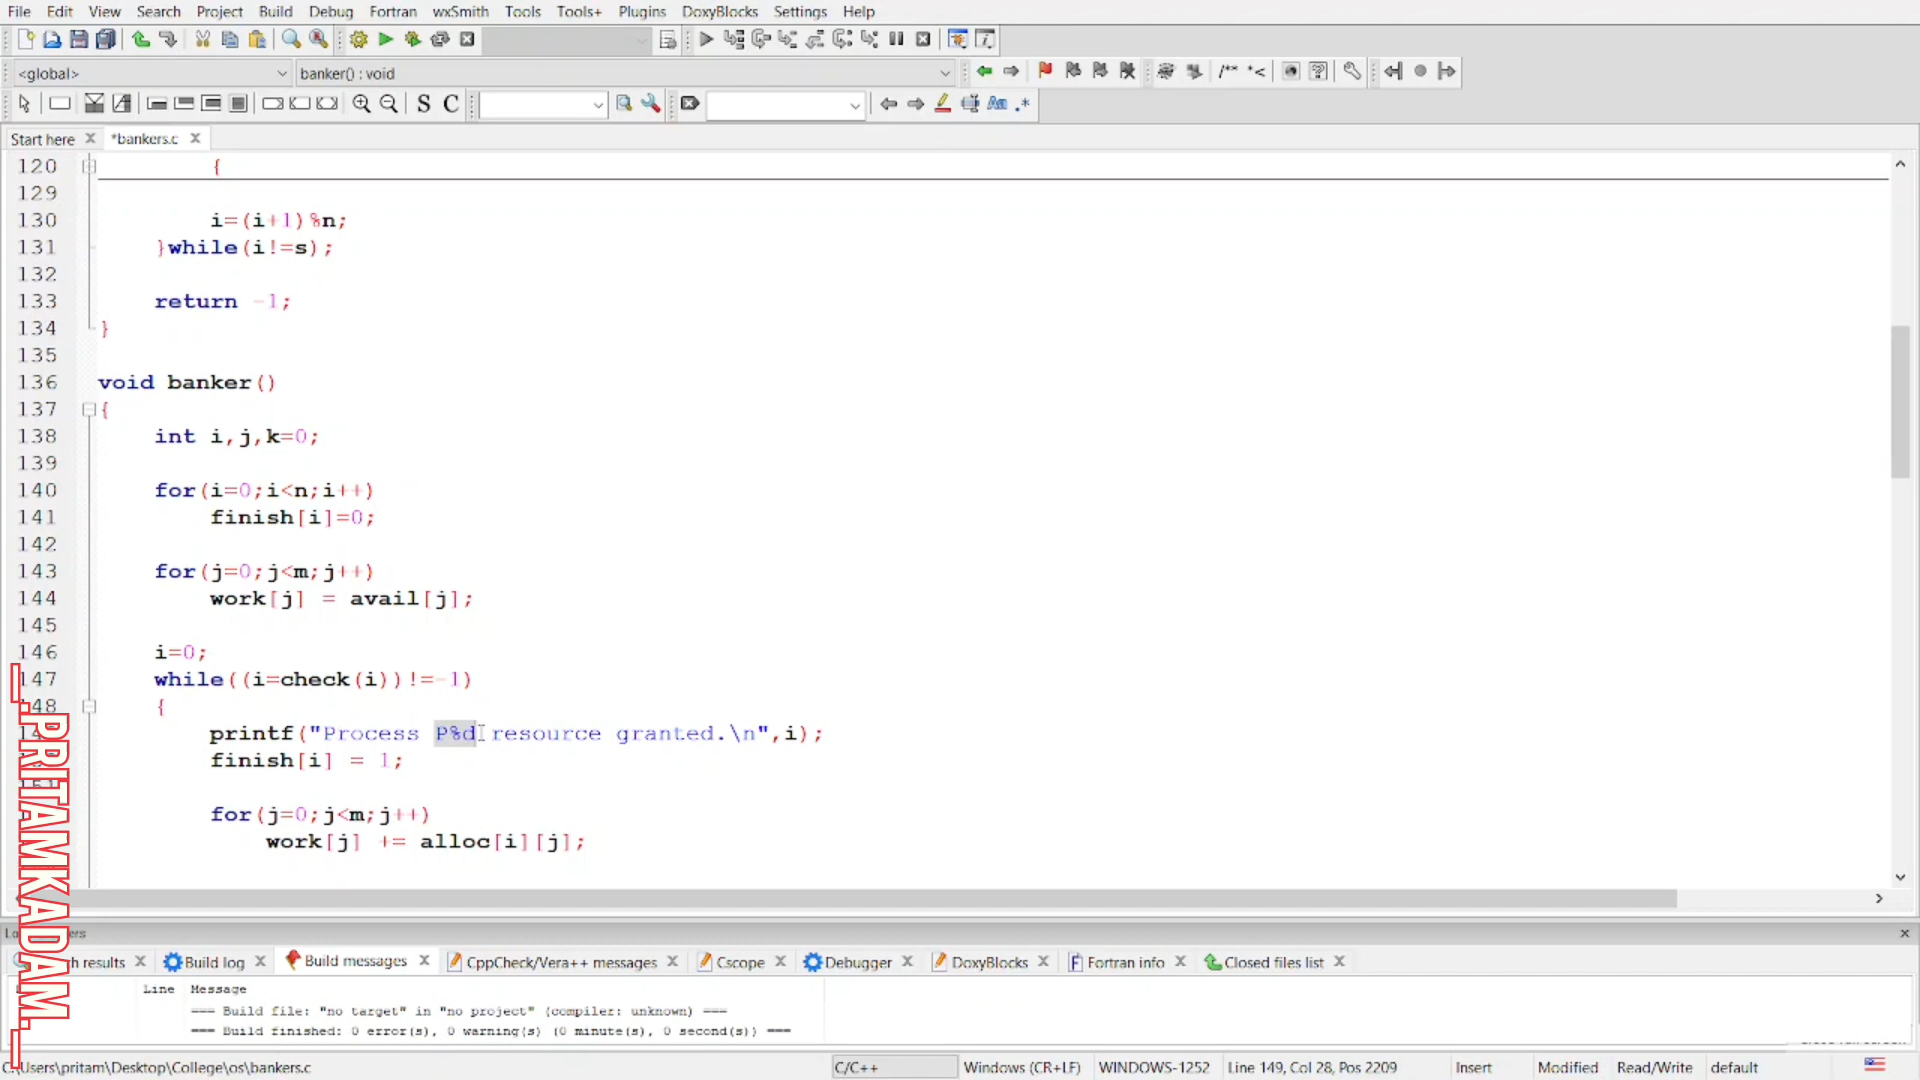 File Edit View Search Project Build Debug Fortran wxSmith Tools Tools+ Plugins DoxyBlocks Settings Help
<global> banker() : void
S C
Start here *bankers.c
120 {
129
130 i=(i+1)%n;
131 }while(i!=s);
132
133 return -1;
134 }
135
136 void banker()
137 {
138 int i,j,k=0;
139
140 for(i=0;i<n;i++)
141 finish[i]=0;
142
143 for(j=0;j<m;j++)
144 work[j] = avail[j];
145
146 i=0;
147 while((i=check(i))!=-1)
148 {
printf("Process P%d resource granted.\n",i);
finish[i] = 1;
for(j=0;j<m;j++)
work[j] += alloc[i][j];
_.PRITAMKADAM._
results Build log Build messages CppCheck/Vera++ messages Cscope Debugger DoxyBlocks Fortran info Closed files list
Line Message
=== Build file: "no target" in "no project" (compiler: unknown) ===
=== Build finished: 0 error(s), 0 warning(s) (0 minute(s), 0 second(s)) ===
C:\Users\pritam\Desktop\College\os\bankers.c C/C++ Windows (CR+LF) WINDOWS-1252 Line 149, Col 28, Pos 2209 Insert Modified Read/Write default